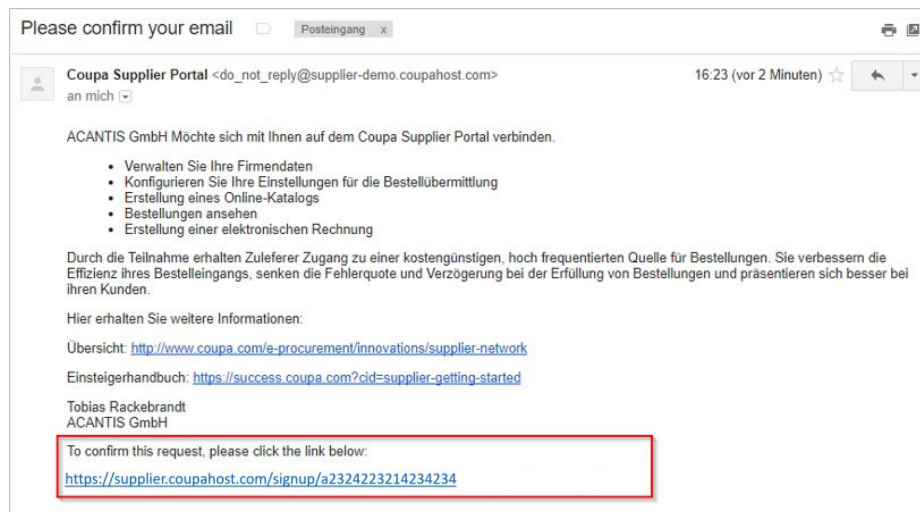 Please confirm your email
Posteingang x
Coupa Supplier Portal <do_not_reply@supplier-demo.coupahost.com>
16:23 (vor 2 Minuten)
an mich
ACANTIS GmbH Möchte sich mit Ihnen auf dem Coupa Supplier Portal verbinden.
• Verwalten Sie Ihre Firmendaten
• Konfigurieren Sie Ihre Einstellungen für die Bestellübermittlung
• Erstellung eines Online-Katalogs
• Bestellungen ansehen
• Erstellung einer elektronischen Rechnung
Durch die Teilnahme erhalten Zuleferer Zugang zu einer kostengünstigen, hoch frequentierten Quelle für Bestellungen. Sie verbessern die
Effizienz ihres Bestelleingangs, senken die Fehlerquote und Verzögerung bei der Erfüllung von Bestellungen und präsentieren sich besser bei
ihren Kunden.
Hier erhalten Sie weitere Informationen:
Übersicht: http://www.coupa.com/e-procurement/innovations/supplier-network
Einsteigerhandbuch: https://success.coupa.com?cid=supplier-getting-started
Tobias Rackebrandt
ACANTIS GmbH
To confirm this request, please click the link below:
https://supplier.coupahost.com/signup/a2324223214234234